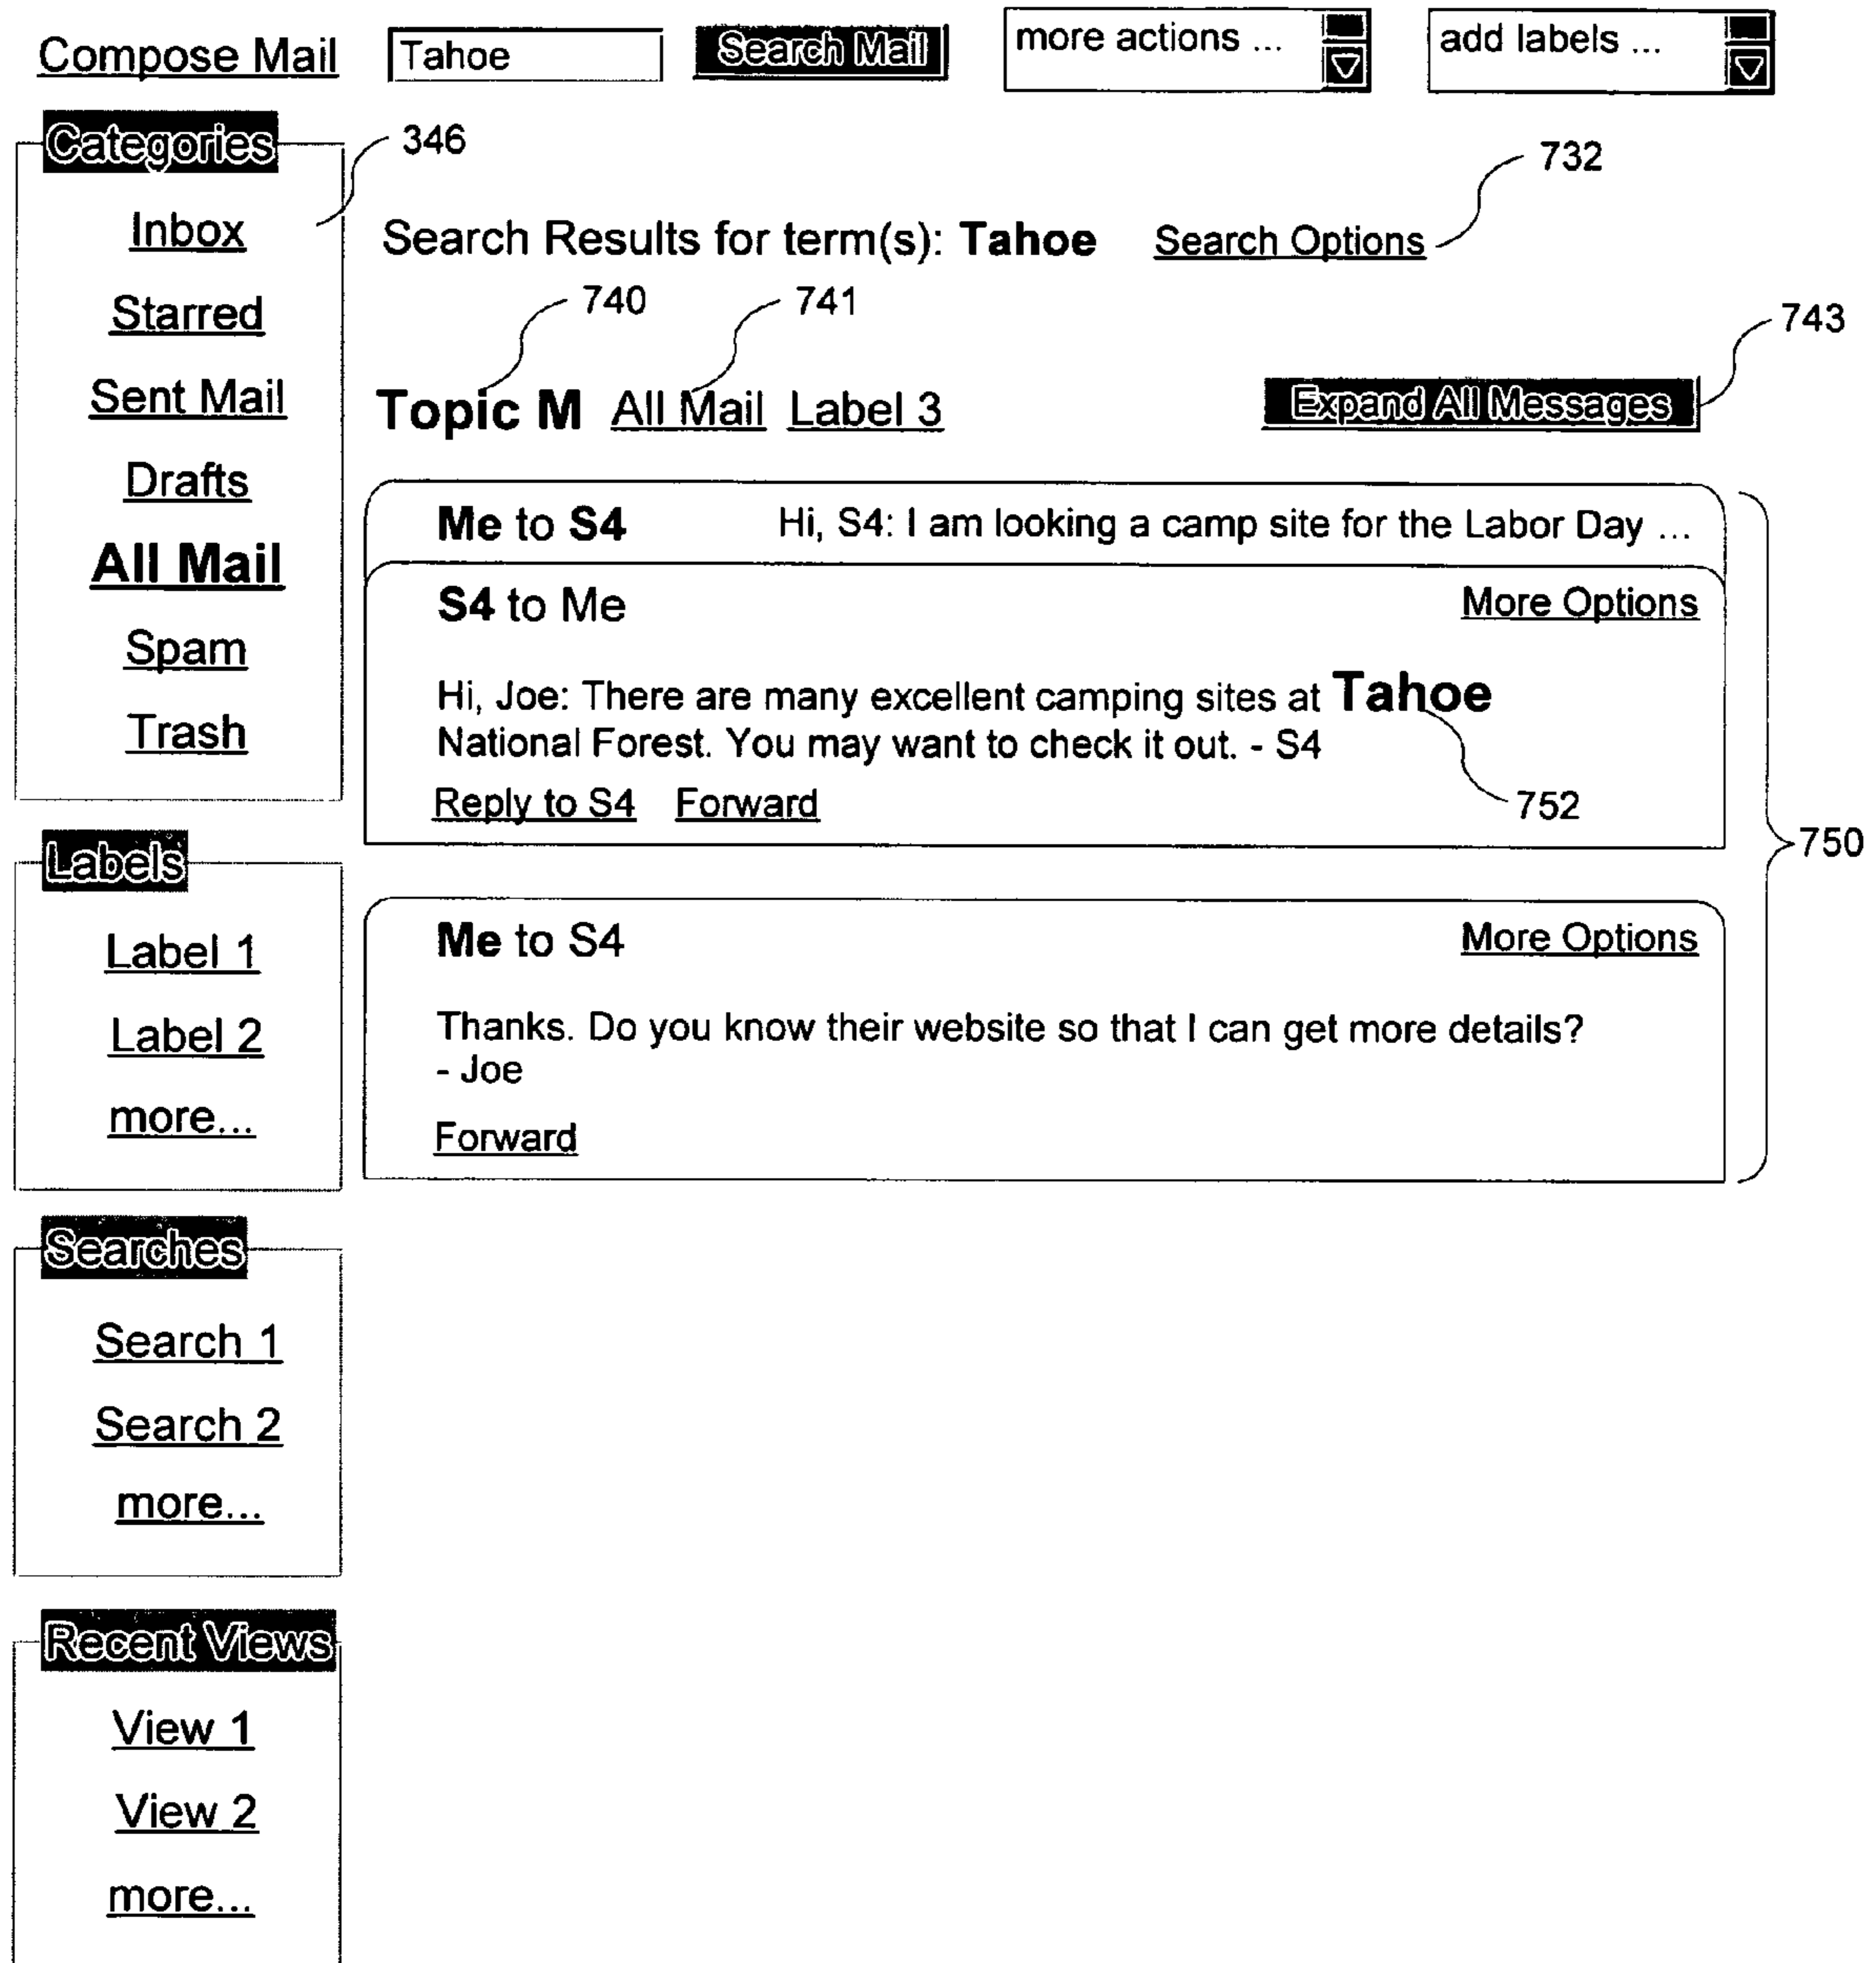 Compose Mail Tahoe Search Mail more actions ... add labels ...
Categories
346
Inbox
Starred
Sent Mail
Drafts
All Mail
Spam
Trash
Labels
Label 1
Label 2
more...
Searches
Search 1
Search 2
more...
Recent Views
View 1
View 2
more...
732
Search Results for term(s): Tahoe Search Options
740 741
743
Topic M All Mail Label 3 Expand All Messages
Me to S4 Hi, S4: I am looking a camp site for the Labor Day ...
S4 to Me More Options
Hi, Joe: There are many excellent camping sites at Tahoe
National Forest. You may want to check it out. - S4
Reply to S4 Forward
752
750
Me to S4 More Options
Thanks. Do you know their website so that I can get more details?
- Joe
Forward